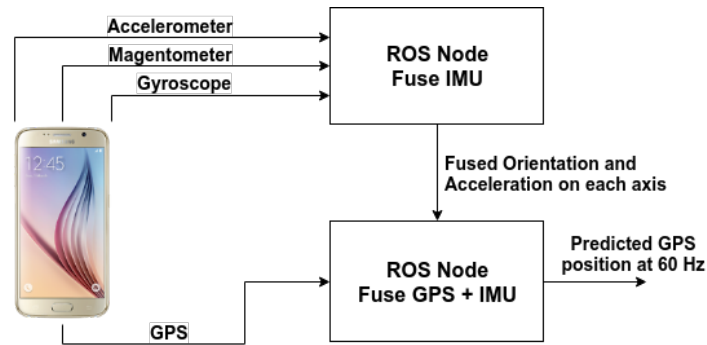 Accelerometer
Magentometer
Gyroscope
ROS Node
Fuse IMU
12:45
Fused Orientation and
Acceleration on each axis
ROS Node
Fuse GPS + IMU
Predicted GPS
position at 60 Hz
GPS